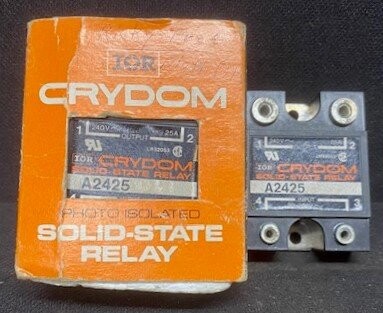 IOR
CRYDOM
1 240V 25A 2
OUTPUT
IOR CRYDOM
SOLID-STATE RELAY
A2425
PHOTO ISOLATED
SOLID-STATE
RELAY
1 2
IOR CRYDOM
SOLID-STATE RELAY
A2425
4 INPUT 3